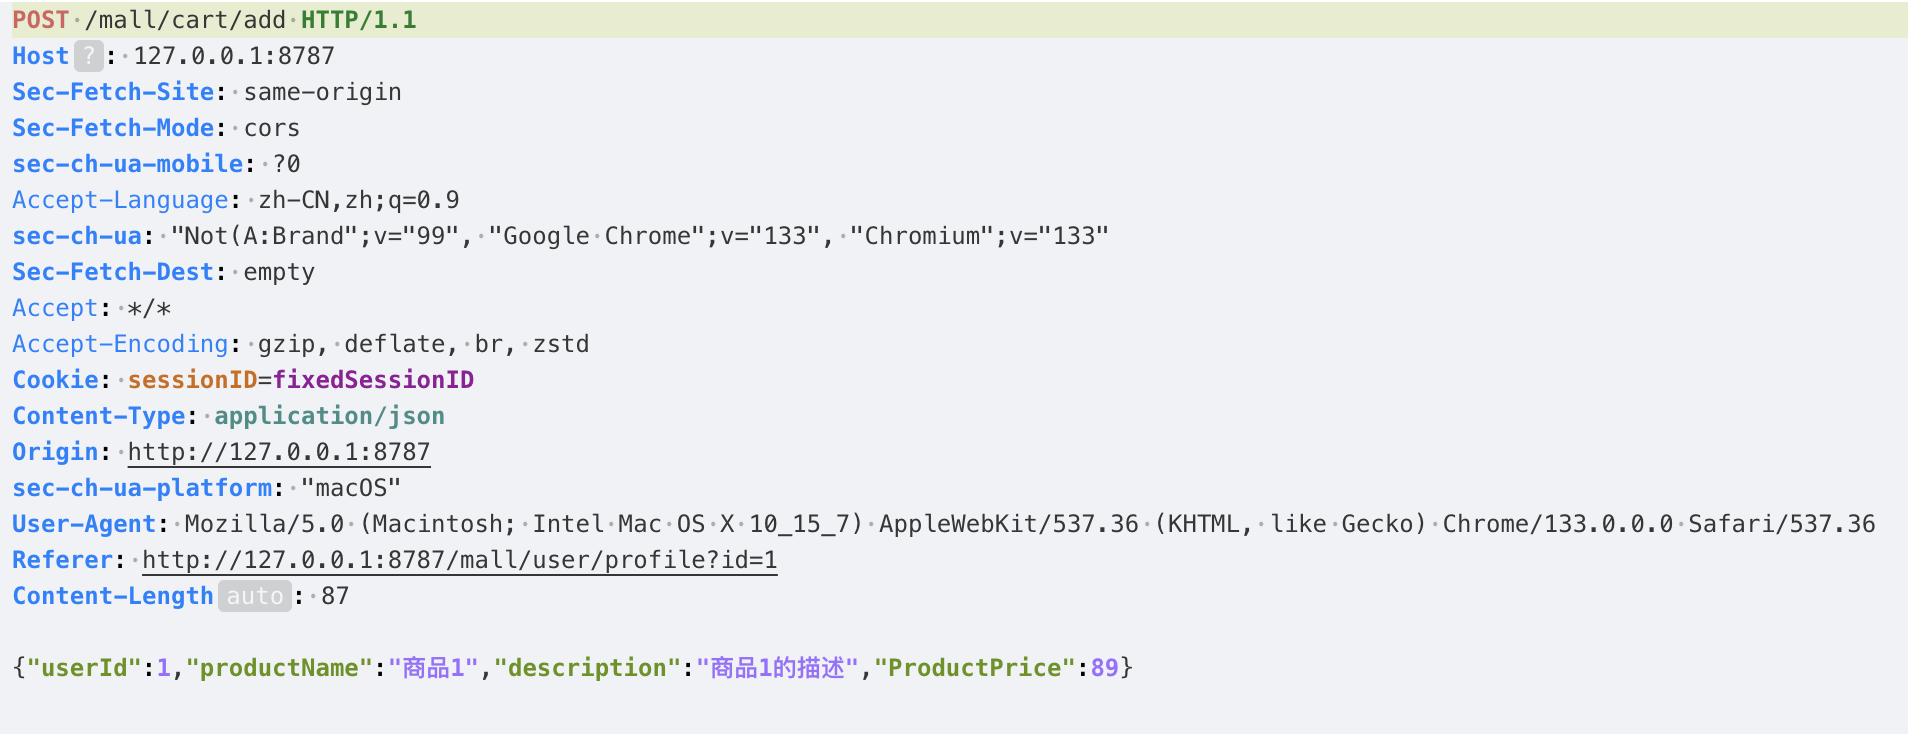 POST /mall/cart/add HTTP/1.1
Host ? : 127.0.0.1:8787
Sec-Fetch-Site: same-origin
Sec-Fetch-Mode: cors
sec-ch-ua-mobile: ?0
Accept-Language: zh-CN,zh;q=0.9
sec-ch-ua: "Not(A:Brand";v="99", "Google Chrome";v="133", "Chromium";v="133"
Sec-Fetch-Dest: empty
Accept: */*
Accept-Encoding: gzip, deflate, br, zstd
Cookie: sessionID=fixedSessionID
Content-Type: application/json
Origin: http://127.0.0.1:8787
sec-ch-ua-platform: "macOS"
User-Agent: Mozilla/5.0 (Macintosh; Intel Mac OS X 10_15_7) AppleWebKit/537.36 (KHTML, like Gecko) Chrome/133.0.0.0 Safari/537.36
Referer: http://127.0.0.1:8787/mall/user/profile?id=1
Content-Length auto : 87
{"userId":1,"productName":"商品1","description":"商品1的描述","ProductPrice":89}